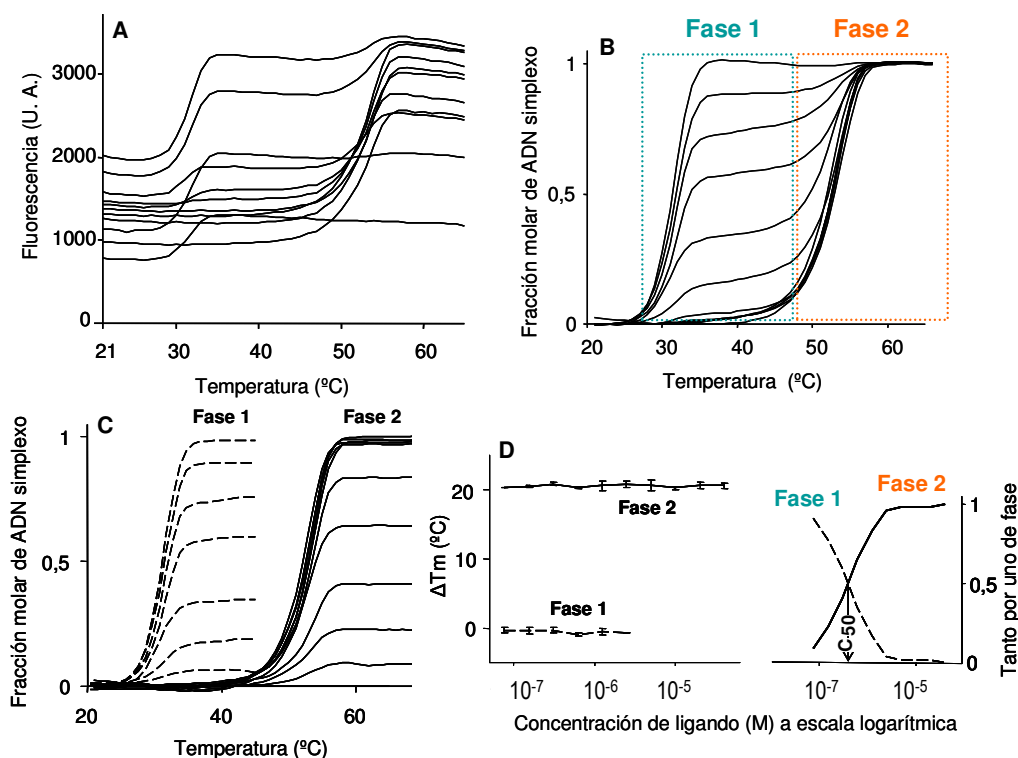 A
Fluorescencia (U. A.)
3000
2000
1000
0
21
30
40
50
60
Temperatura (ºC)
Fase 1
Fase 2
B
Fracción molar de ADN simplexo
1
0,5
0
20
30
40
50
60
Temperatura (ºC)
C
Fase 1
Fase 2
Fracción molar de ADN simplexo
1
0,5
0
20
40
60
Temperatura (ºC)
D
ΔTm (ºC)
20
10
0
Fase 2
Fase 1
10-7
10-6
10-5
Fase 1
Fase 2
C50
1
0,5
0
Tanto por uno de fase
10-7
10-5
Concentración de ligando (M) a escala logarítmica